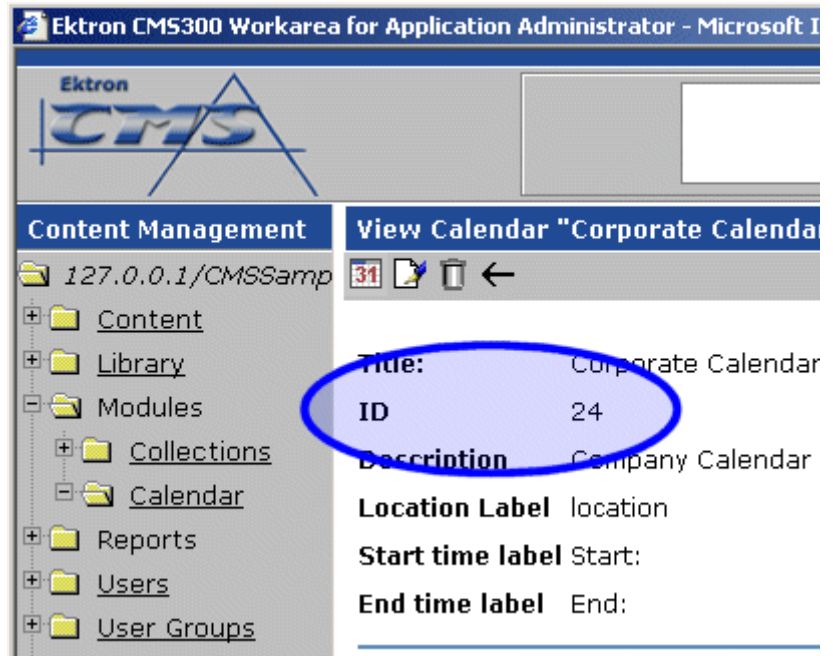 Ektron CMS300 Workarea for Application Administrator - Microsoft I
Ektron
CMS
Content Management
View Calendar "Corporate Calendar
127.0.0.1/CMSSamp
31
Content
Library
Modules
Collections
Calendar
Reports
Users
User Groups
Title: Corporate Calendar
ID 24
Description Company Calendar
Location Label location
Start time label Start:
End time label End: